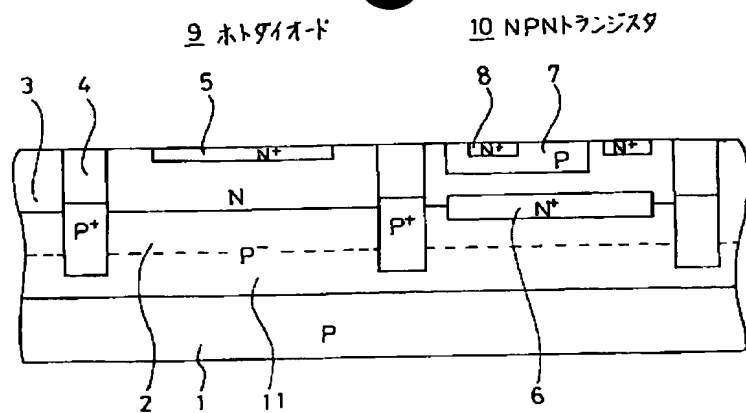 9 ホトダイオード 10 NPNトランジスタ
3 4 5 8 7
N+ N+ P N+
N
P+ P+ N+
P-
P
2 1 11 6